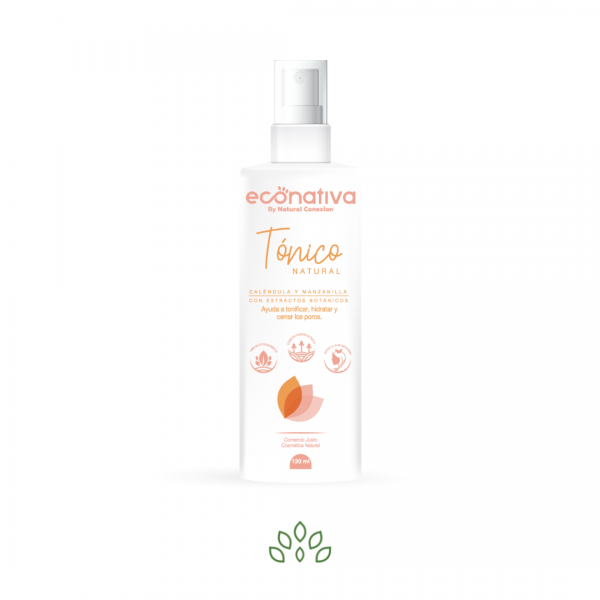 econativa
By Natural Conexion
Tónico
NATURAL
CALÉNDULA Y MANZANILLA
CON EXTRACTOS BOTÁNICOS
Ayuda a tonificar, hidratar y
cerrar los poros.
Comercio Justo
Cosmética Natural
120 ml